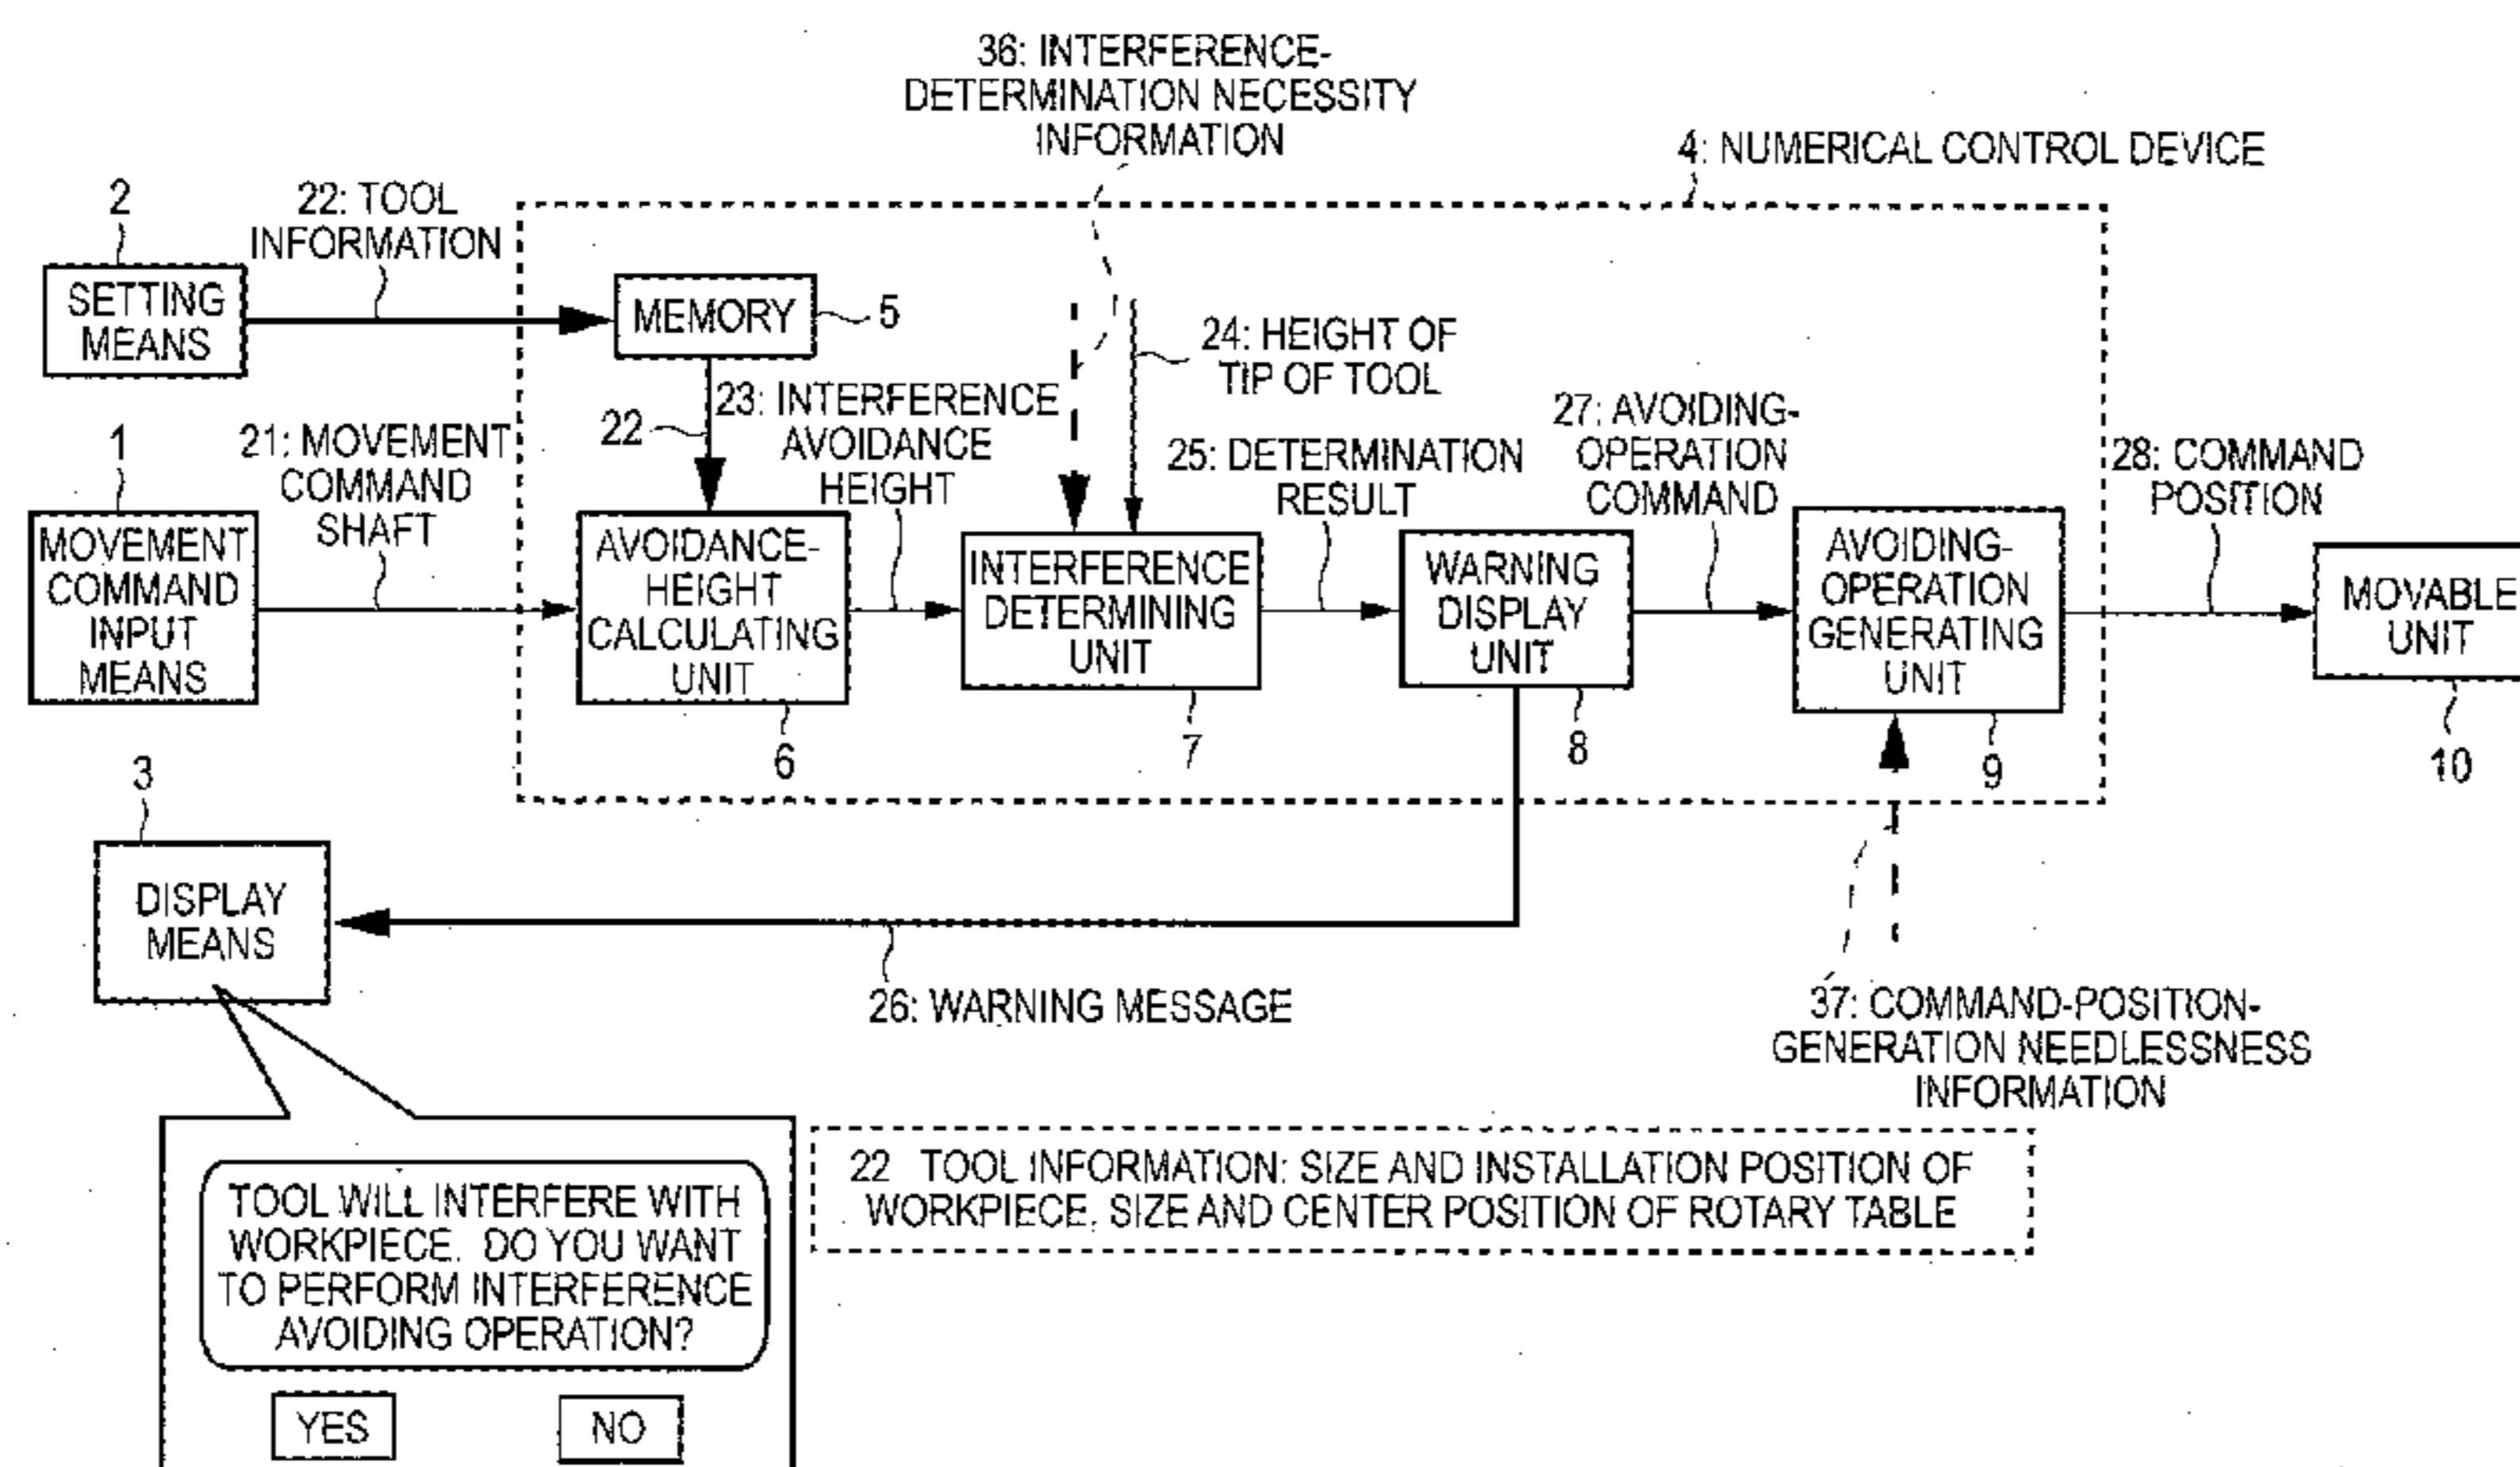 36: INTERFERENCE-
DETERMINATION NECESSITY
INFORMATION
4: NUMERICAL CONTROL DEVICE
2
22: TOOL
INFORMATION
SETTING
MEANS
MEMORY
5
24: HEIGHT OF
TIP OF TOOL
22
23: INTERFERENCE
AVOIDANCE
HEIGHT
1
21: MOVEMENT
COMMAND
SHAFT
25: DETERMINATION
RESULT
27: AVOIDING-
OPERATION
COMMAND
28: COMMAND
POSITION
MOVEMENT
COMMAND
INPUT
MEANS
AVOIDANCE-
HEIGHT
CALCULATING
UNIT
INTERFERENCE
DETERMINING
UNIT
WARNING
DISPLAY
UNIT
AVOIDING-
OPERATION
GENERATING
UNIT
MOVABLE
UNIT
6
7
8
9
10
3
DISPLAY
MEANS
26: WARNING MESSAGE
37: COMMAND-POSITION-
GENERATION NEEDLESSNESS
INFORMATION
22 TOOL INFORMATION: SIZE AND INSTALLATION POSITION OF
WORKPIECE, SIZE AND CENTER POSITION OF ROTARY TABLE
TOOL WILL INTERFERE WITH
WORKPIECE. DO YOU WANT
TO PERFORM INTERFERENCE
AVOIDING OPERATION?
YES
NO